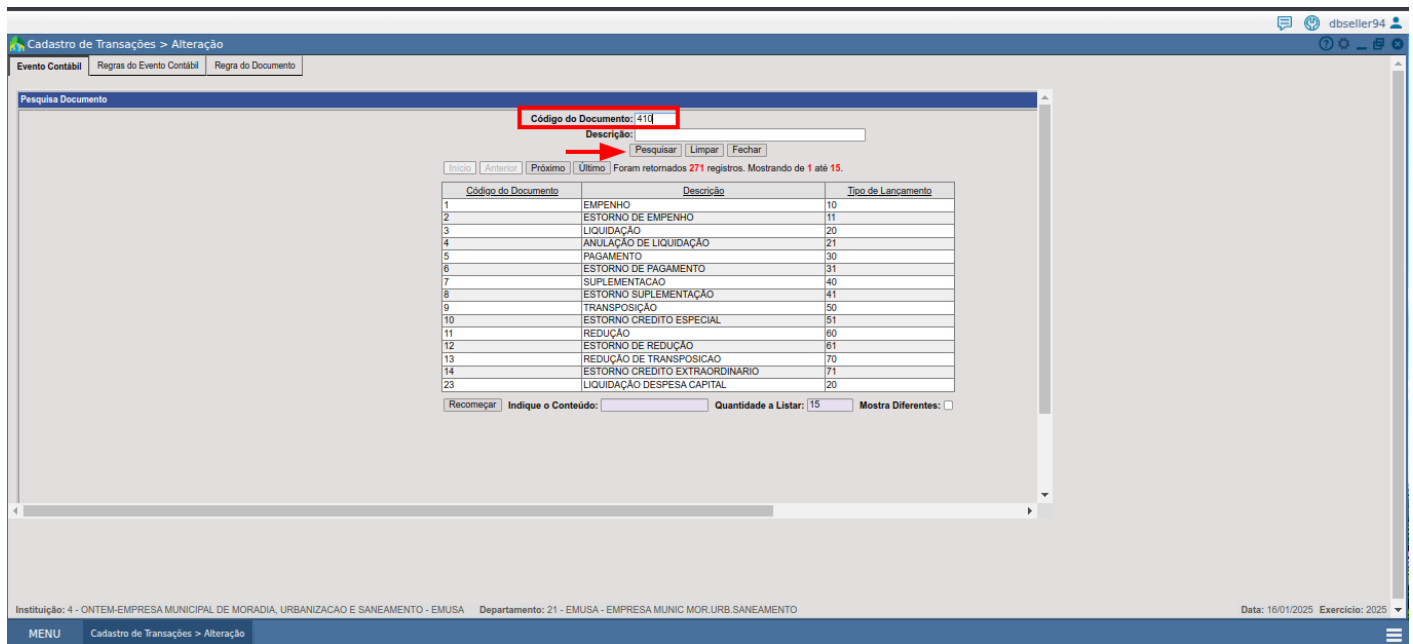 dbseller94
Cadastro de Transações > Alteração
Evento Contábil Regras do Evento Contábil Regra do Documento
Pesquisa Documento
Código do Documento: 410
Descrição:
Pesquisar Limpar Fechar
Início Anterior Próximo Último Foram retornados 271 registros. Mostrando de 1 até 15.
Código do Documento Descrição Tipo de Lançamento
1 EMPENHO 10
2 ESTORNO DE EMPENHO 11
3 LIQUIDAÇÃO 20
4 ANULAÇÃO DE LIQUIDAÇÃO 21
5 PAGAMENTO 30
6 ESTORNO DE PAGAMENTO 31
7 SUPLEMENTACAO 40
8 ESTORNO SUPLEMENTAÇÃO 41
9 TRANSPOSIÇÃO 50
10 ESTORNO CREDITO ESPECIAL 51
11 REDUÇÃO 60
12 ESTORNO DE REDUÇÃO 61
13 REDUÇÃO DE TRANSPOSICAO 70
14 ESTORNO CREDITO EXTRAORDINARIO 71
23 LIQUIDAÇÃO DESPESA CAPITAL 20
Recomeçar Indique o Conteúdo: Quantidade a Listar: 15 Mostra Diferentes:
Instituição: 4 - ONTEM-EMPRESA MUNICIPAL DE MORADIA, URBANIZACAO E SANEAMENTO - EMUSA Departamento: 21 - EMUSA - EMPRESA MUNIC MOR.URB.SANEAMENTO Data: 16/01/2025 Exercício: 2025
MENU Cadastro de Transações > Alteração